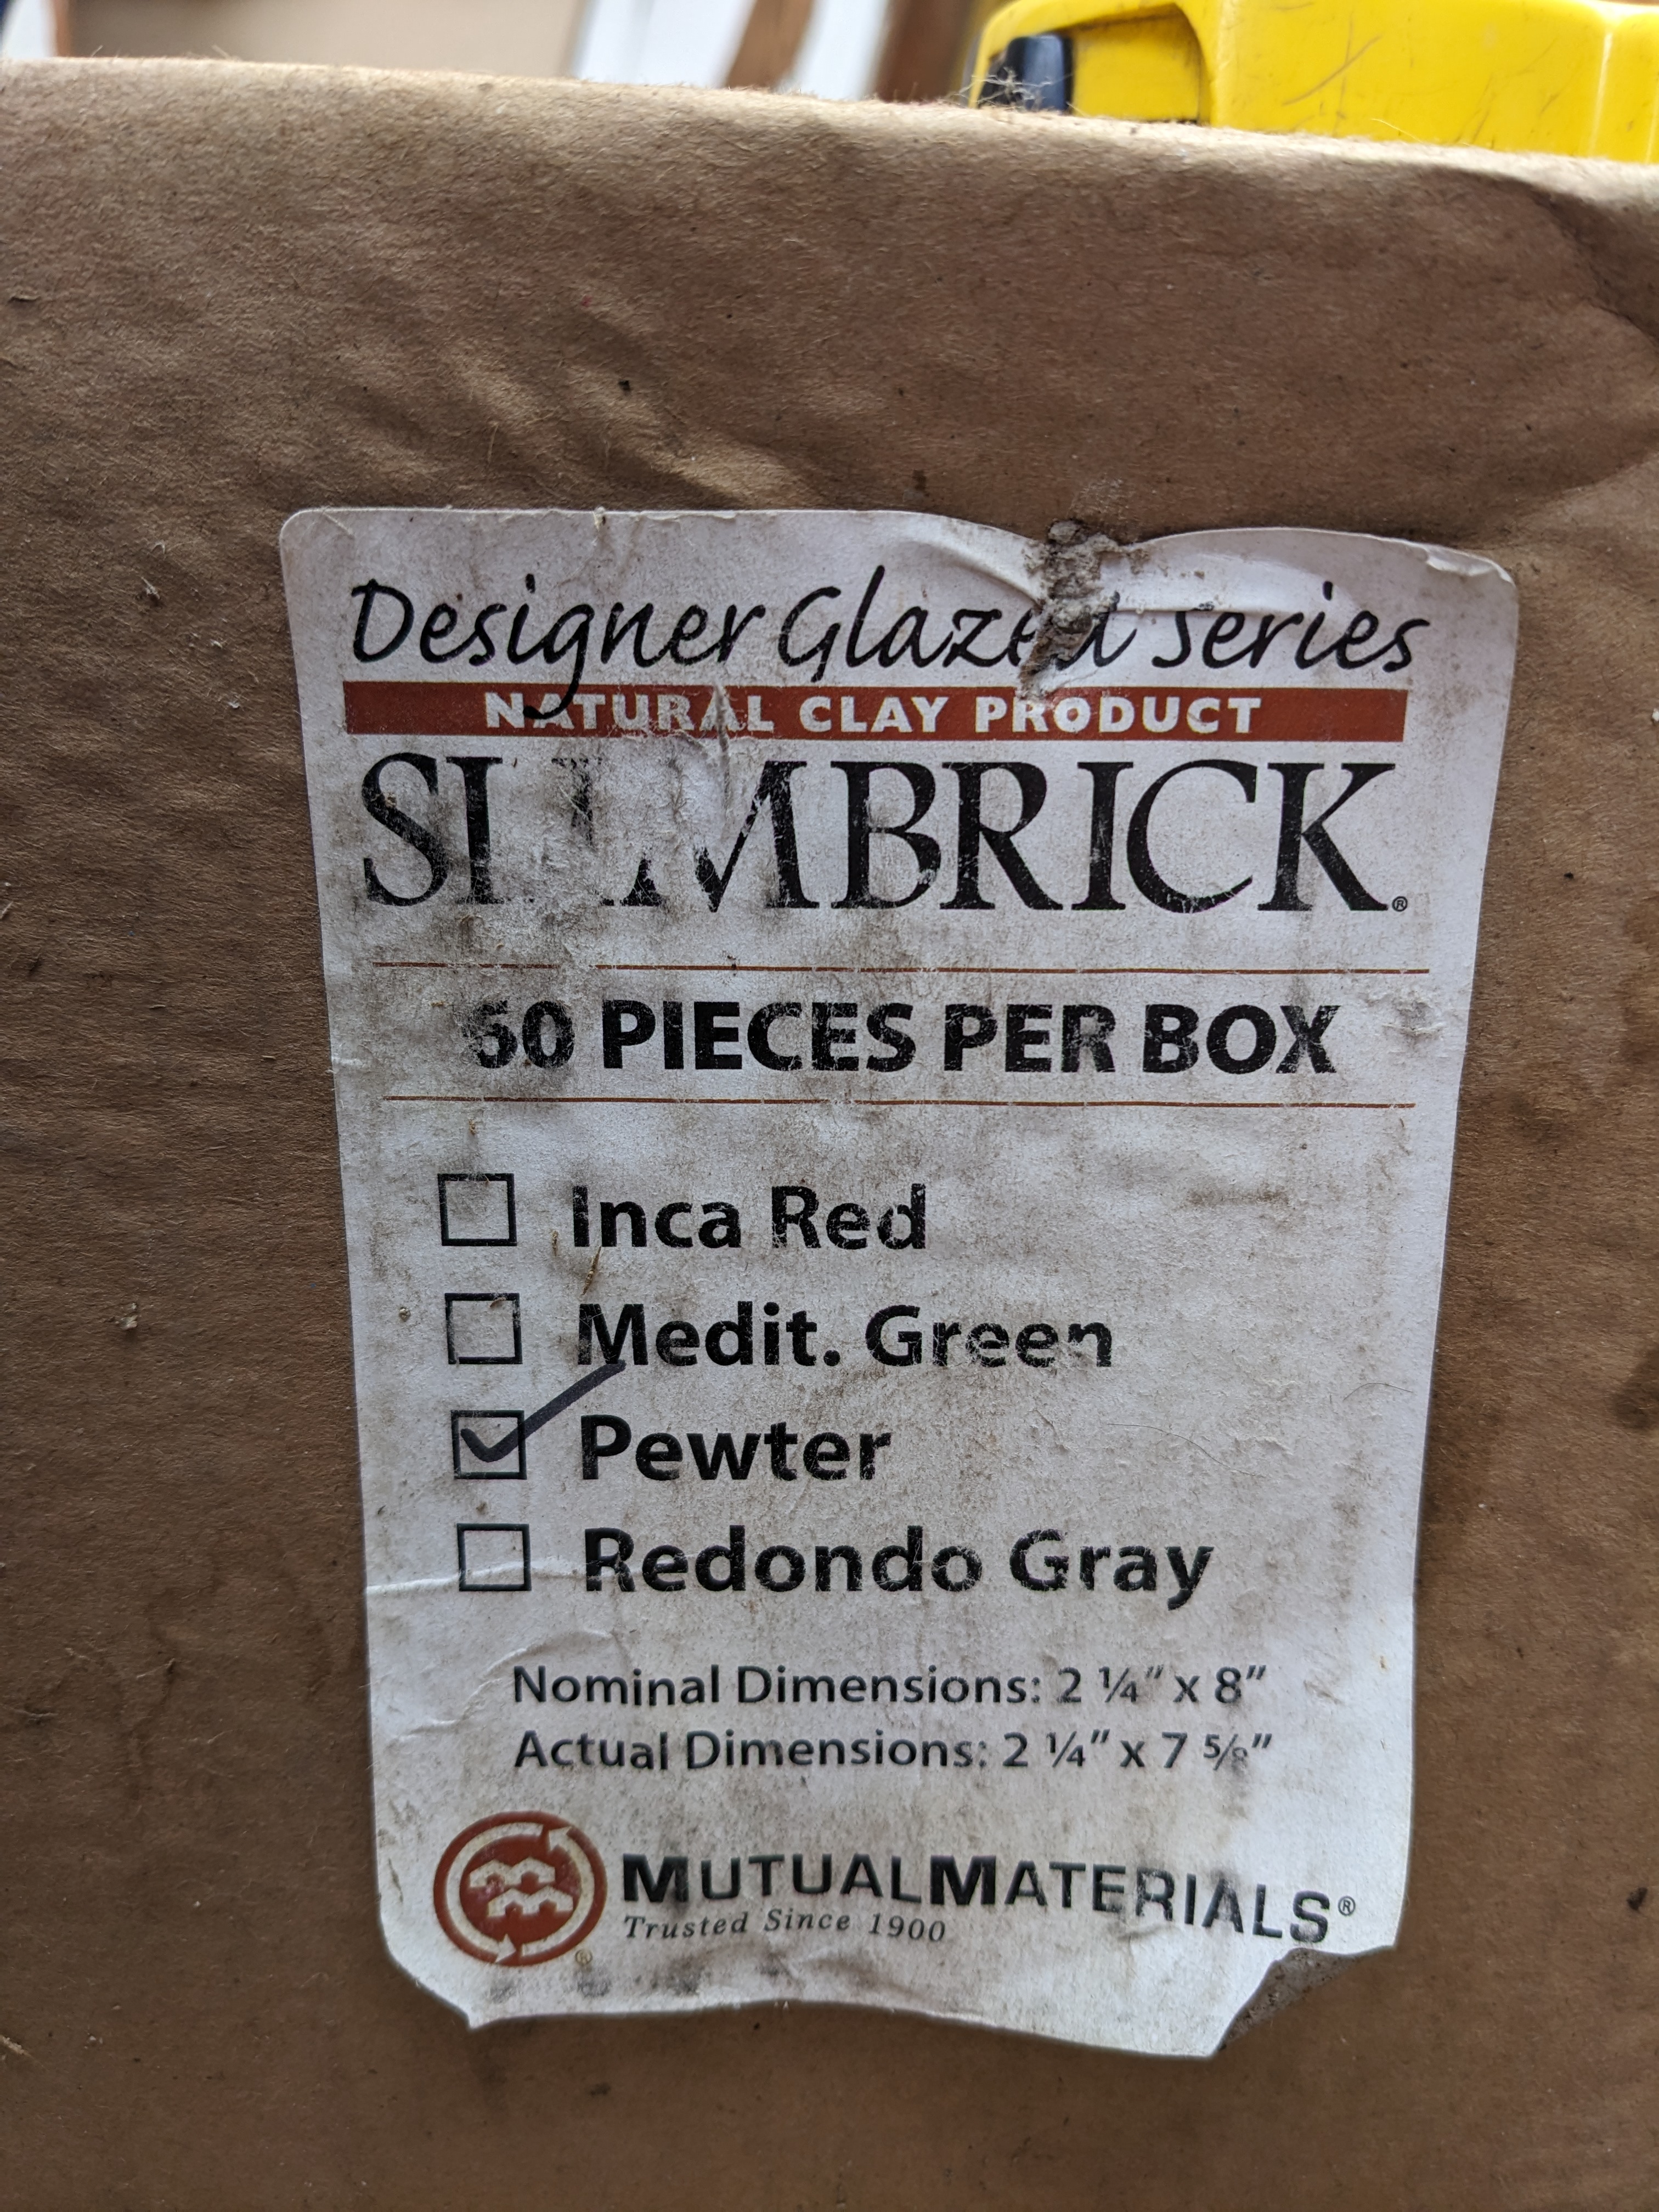 Designer Glazed Series
NATURAL CLAY PRODUCT
SLIMBRICK®
60 PIECES PER BOX
Inca Red
Medit. Green
Pewter
Redondo Gray
Nominal Dimensions: 2 ¼" x 8"
Actual Dimensions: 2 ¼" x 7 ⅝"
MUTUALMATERIALS®
Trusted Since 1900